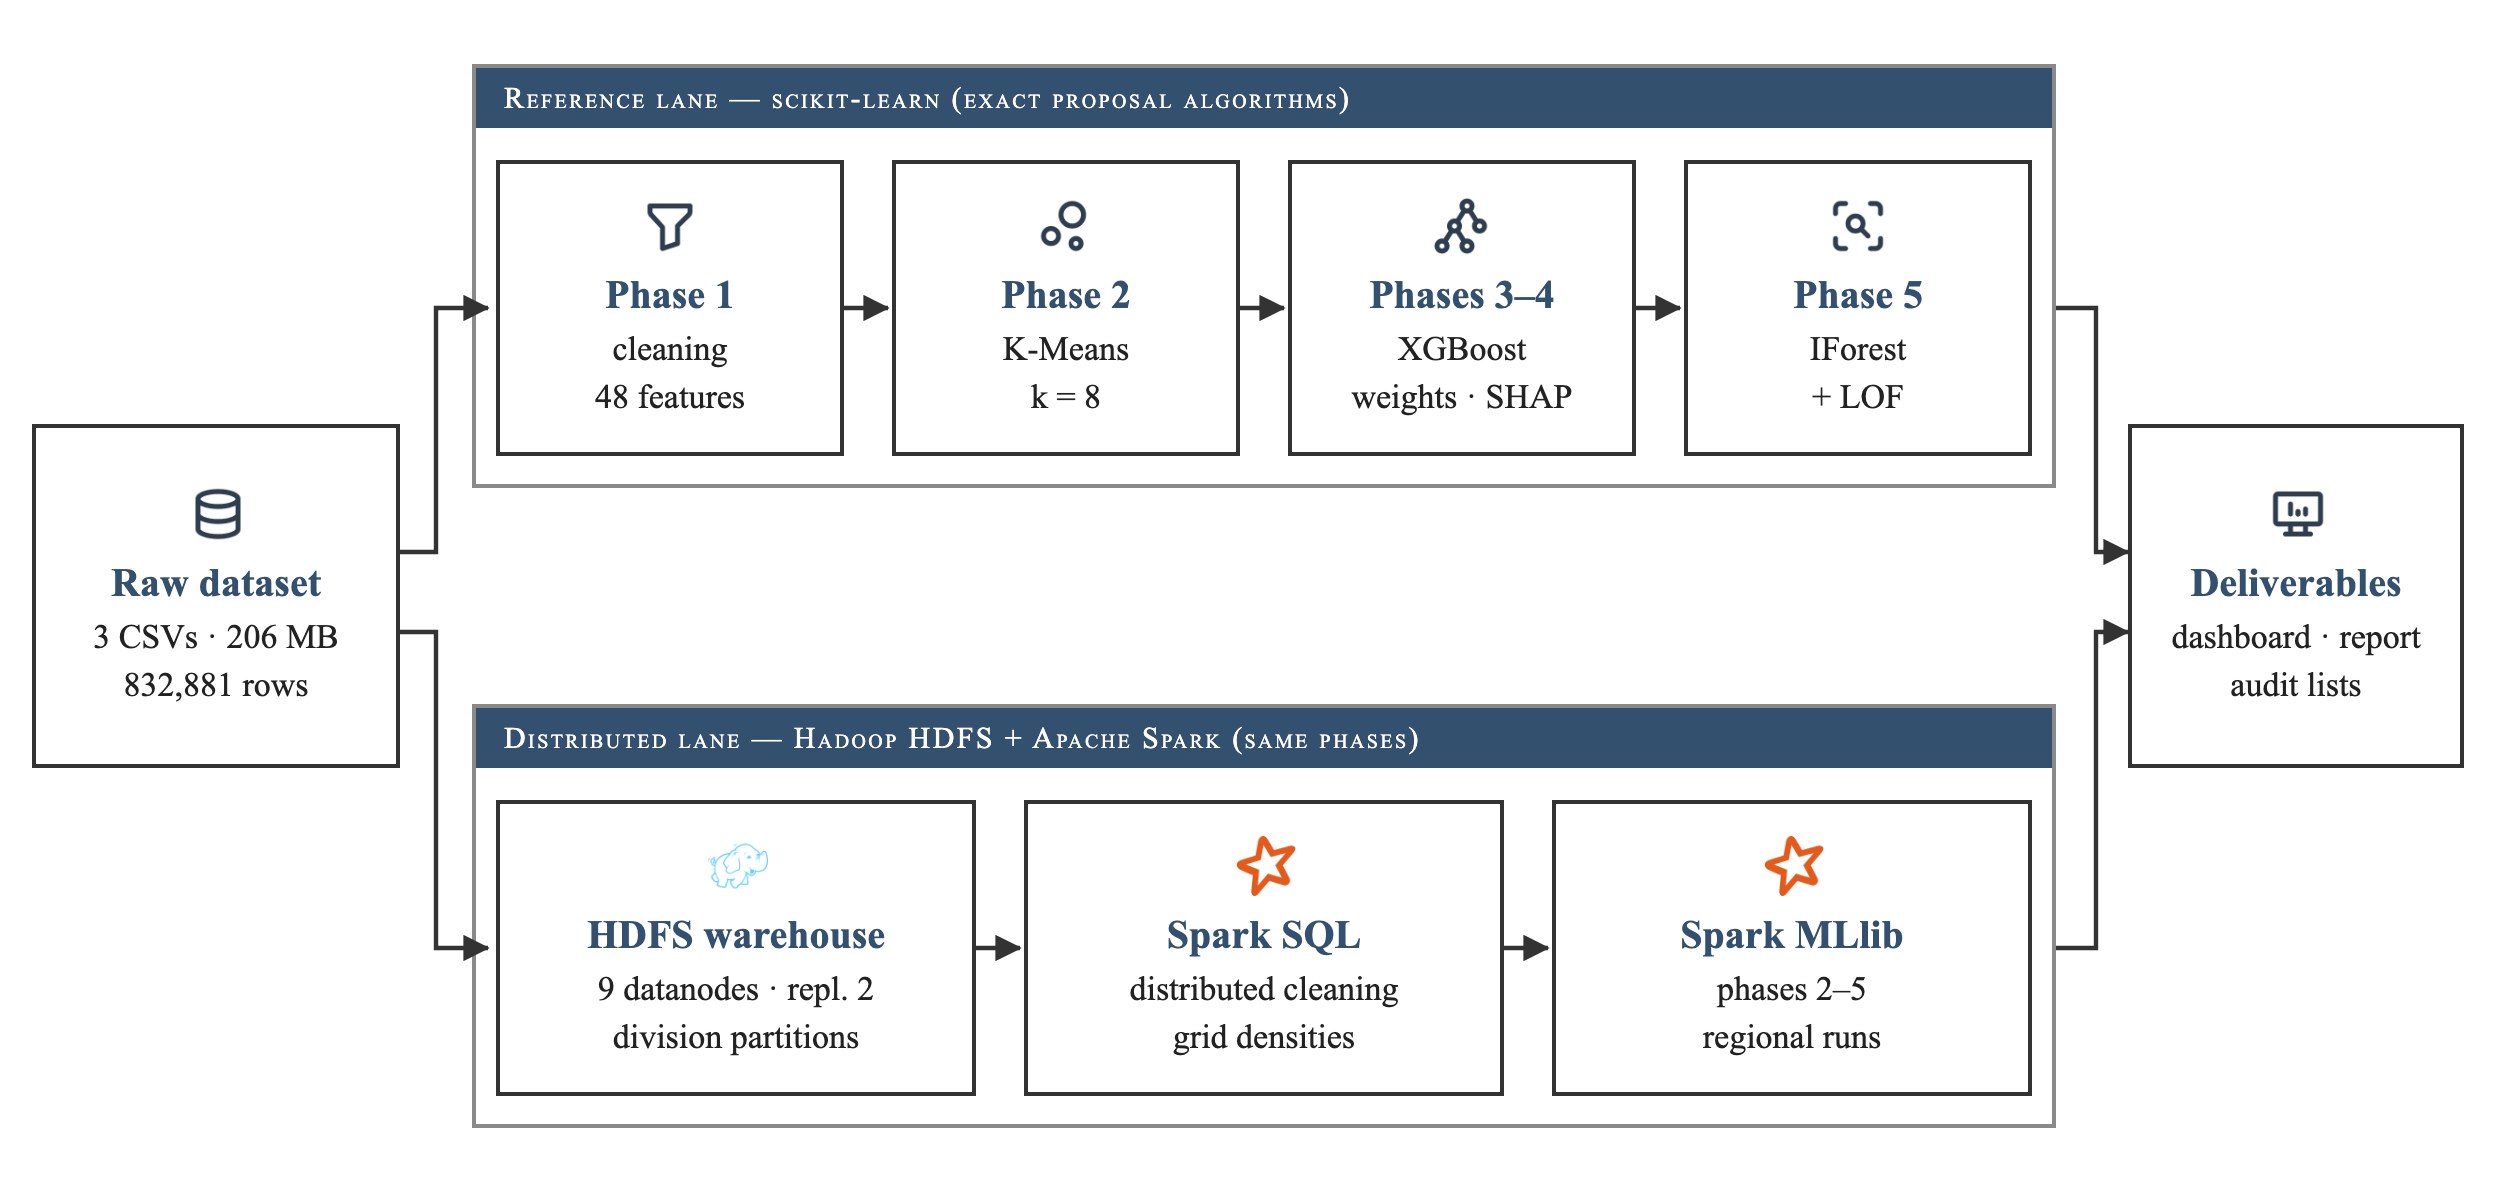 Reference lane — scikit-learn (exact proposal algorithms)
Phase 1
cleaning
48 features
Phase 2
K-Means
k = 8
Phases 3–4
XGBoost
weights · SHAP
Phase 5
IForest
+ LOF
Raw dataset
3 CSVs · 206 MB
832,881 rows
Deliverables
dashboard · report
audit lists
Distributed lane — Hadoop HDFS + Apache Spark (same phases)
HDFS warehouse
9 datanodes · repl. 2
division partitions
Spark SQL
distributed cleaning
grid densities
Spark MLlib
phases 2–5
regional runs